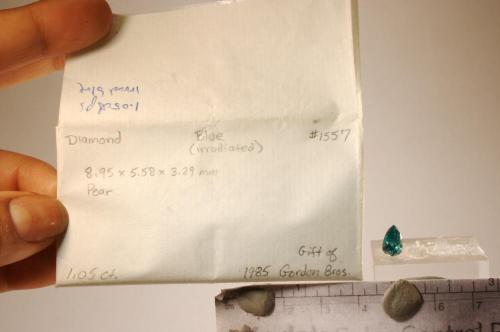 Diamond Blue #1557
(irradiated)
8.95 x 5.58 x 3.29 mm
Pear
Gift of
1.05 ct. 1985 Gordon Bros.